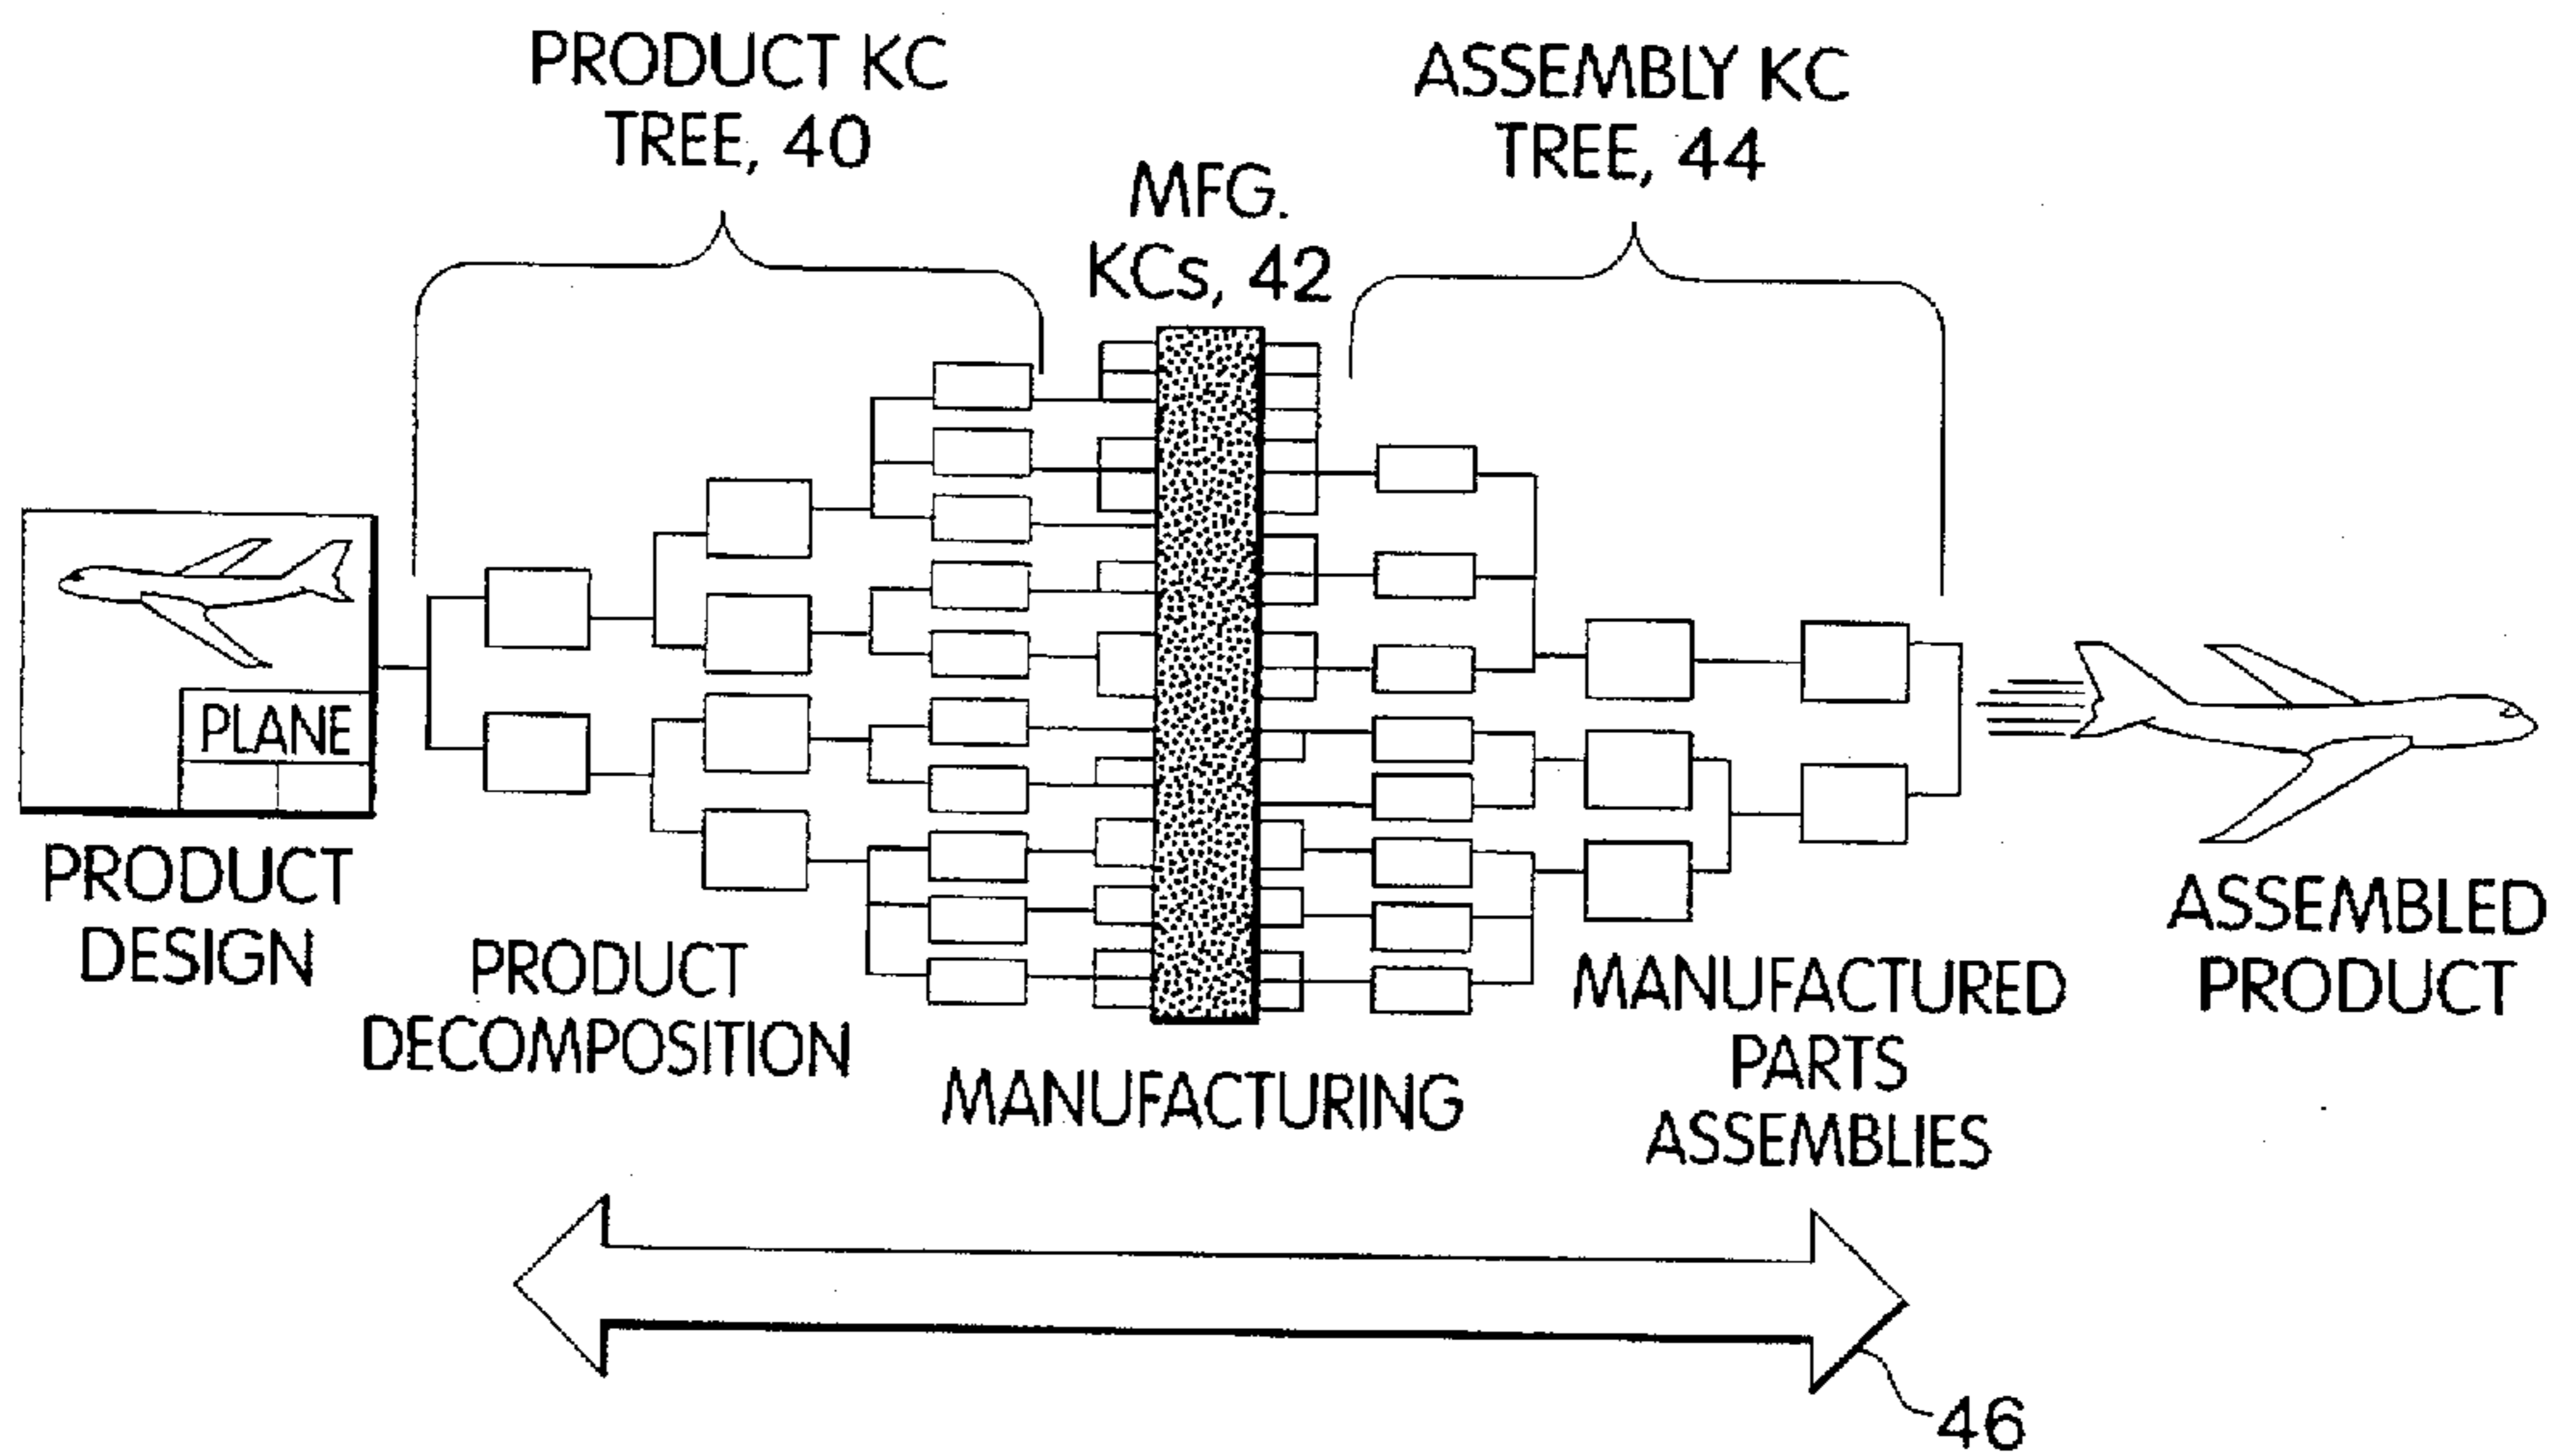 PRODUCT KC
TREE, 40
ASSEMBLY KC
TREE, 44
MFG.
KCs, 42
PLANE
PRODUCT
DESIGN
PRODUCT
DECOMPOSITION
MANUFACTURING
MANUFACTURED
PARTS
ASSEMBLIES
ASSEMBLED
PRODUCT
46